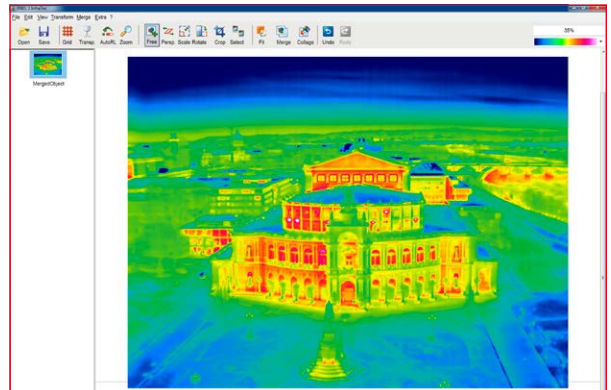 File Edit View Transform Merge Extra ?
Open Save Grid Transp. AutoRL Zoom Free Persp. Scale Rotate Crop Select Fit Merge Collage Undo Redo
35%
MergedObject